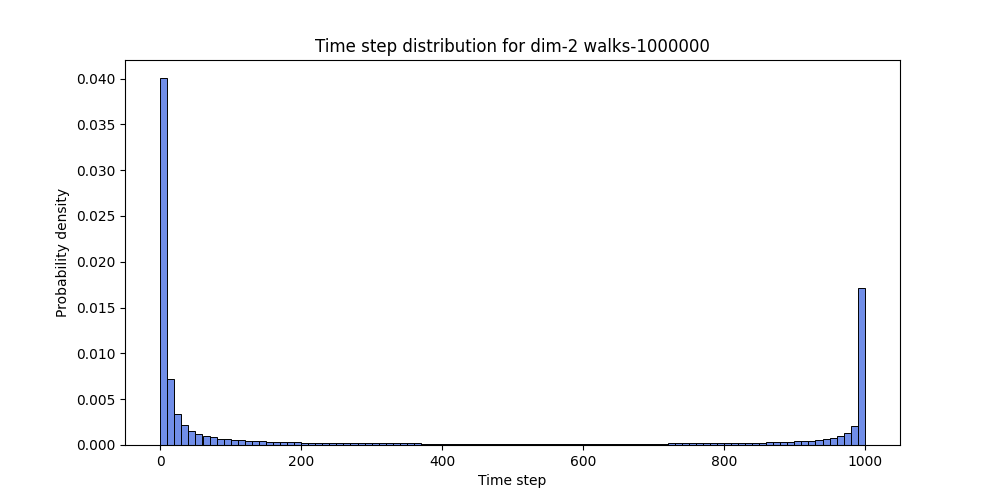 Time step distribution for dim-2 walks-1000000
Probability density
0.040
0.035
0.030
0.025
0.020
0.015
0.010
0.005
0.000
0 200 400 600 800 1000
Time step